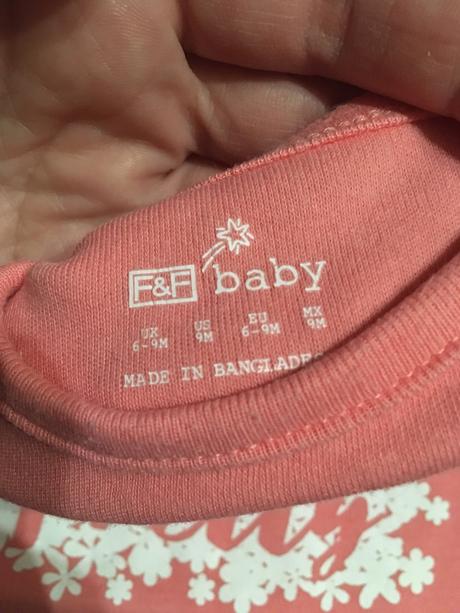 F&F baby
UK US EU MX
6-9M 9M 6-9M 9M
MADE IN